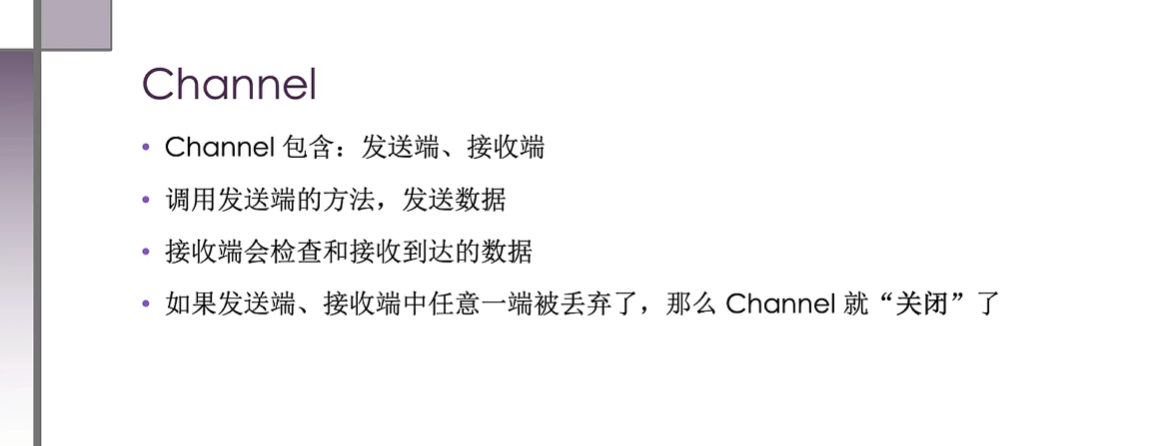 Channel
• Channel 包含：发送端、接收端
• 调用发送端的方法，发送数据
• 接收端会检查和接收到达的数据
• 如果发送端、接收端中任意一端被丢弃了，那么 Channel 就“关闭”了